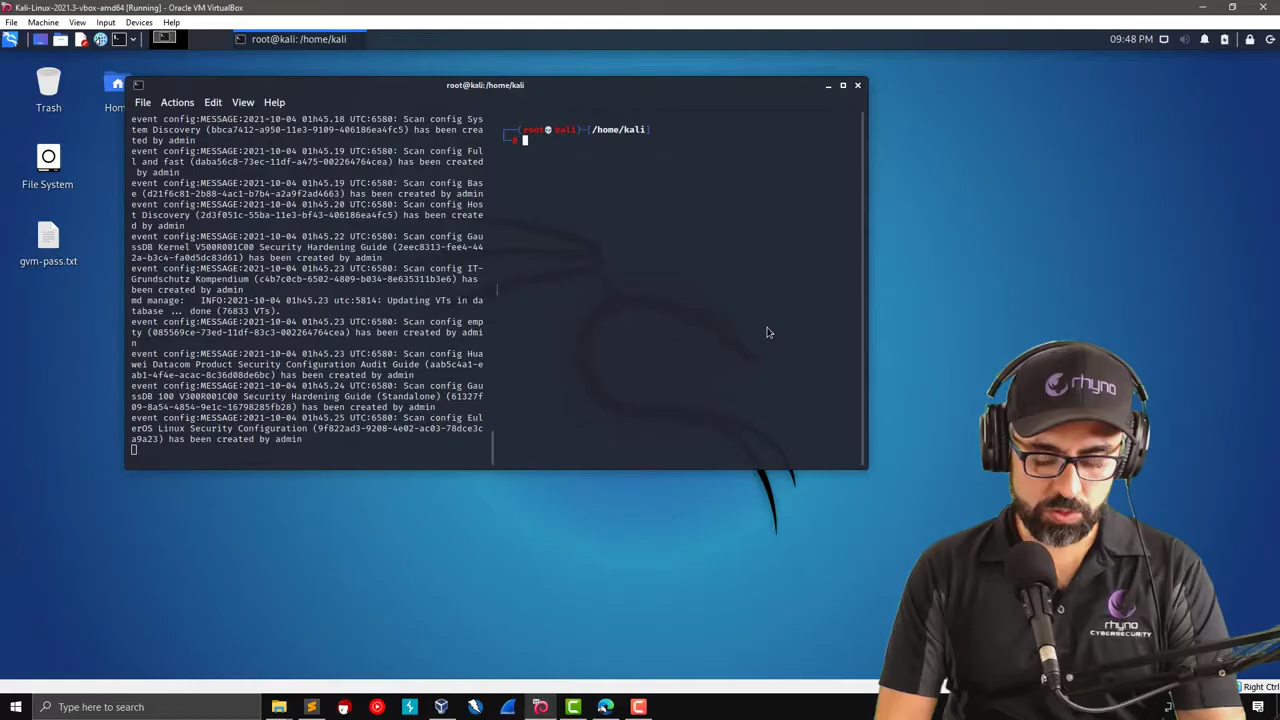 Kali-Linux-2021.3-vbox-amd64 [Running] - Oracle VM VirtualBox
File Machine View Input Devices Help
root@kali: /home/kali
09:48 PM
Trash
Home
File System
gvm-pass.txt
root@kali: /home/kali
File Actions Edit View Help
event config:MESSAGE:2021-10-04 01h45.18 UTC:6580: Scan config Sys
tem Discovery (bbca7412-a950-11e3-9109-406186ea4fc5) has been crea
ted by admin
event config:MESSAGE:2021-10-04 01h45.19 UTC:6580: Scan config Ful
l and fast (daba56c8-73ec-11df-a475-002264764cea) has been created
by admin
event config:MESSAGE:2021-10-04 01h45.19 UTC:6580: Scan config Bas
e (d21f6c81-2b88-4ac1-b7b4-a2a9f2ad4663) has been created by admin
event config:MESSAGE:2021-10-04 01h45.20 UTC:6580: Scan config Hos
t Discovery (2d3f051c-55ba-11e3-bf43-406186ea4fc5) has been create
d by admin
event config:MESSAGE:2021-10-04 01h45.22 UTC:6580: Scan config Gau
ssDB Kernel V500R001C00 Security Hardening Guide (2eec8313-fee4-44
2a-b3c4-fa0d5dc83d61) has been created by admin
event config:MESSAGE:2021-10-04 01h45.23 UTC:6580: Scan config IT-
Grundschutz Kompendium (c4b7c0cb-6502-4809-b034-8e635311b3e6) has
been created by admin
md manage:   INFO:2021-10-04 01h45.23 utc:5814: Updating VTs in da
tabase ... done (76833 VTs).
event config:MESSAGE:2021-10-04 01h45.23 UTC:6580: Scan config emp
ty (085569ce-73ed-11df-83c3-002264764cea) has been created by admi
n
event config:MESSAGE:2021-10-04 01h45.23 UTC:6580: Scan config Hua
wei Datacom Product Security Configuration Audit Guide (aab5c4a1-e
ab1-4f4e-acac-8c36d08de6bc) has been created by admin
event config:MESSAGE:2021-10-04 01h45.24 UTC:6580: Scan config Gau
ssDB 100 V300R001C00 Security Hardening Guide (Standalone) (61327f
09-8a54-4854-9e1c-16798285fb28) has been created by admin
event config:MESSAGE:2021-10-04 01h45.25 UTC:6580: Scan config Eul
erOS Linux Security Configuration (9f822ad3-9208-4e02-ac03-78dce3c
a9a23) has been created by admin
(root💀kali)-[/home/kali]
#
rhyno
rhyno
CYBERSECURITY
Right Ctrl
Type here to search